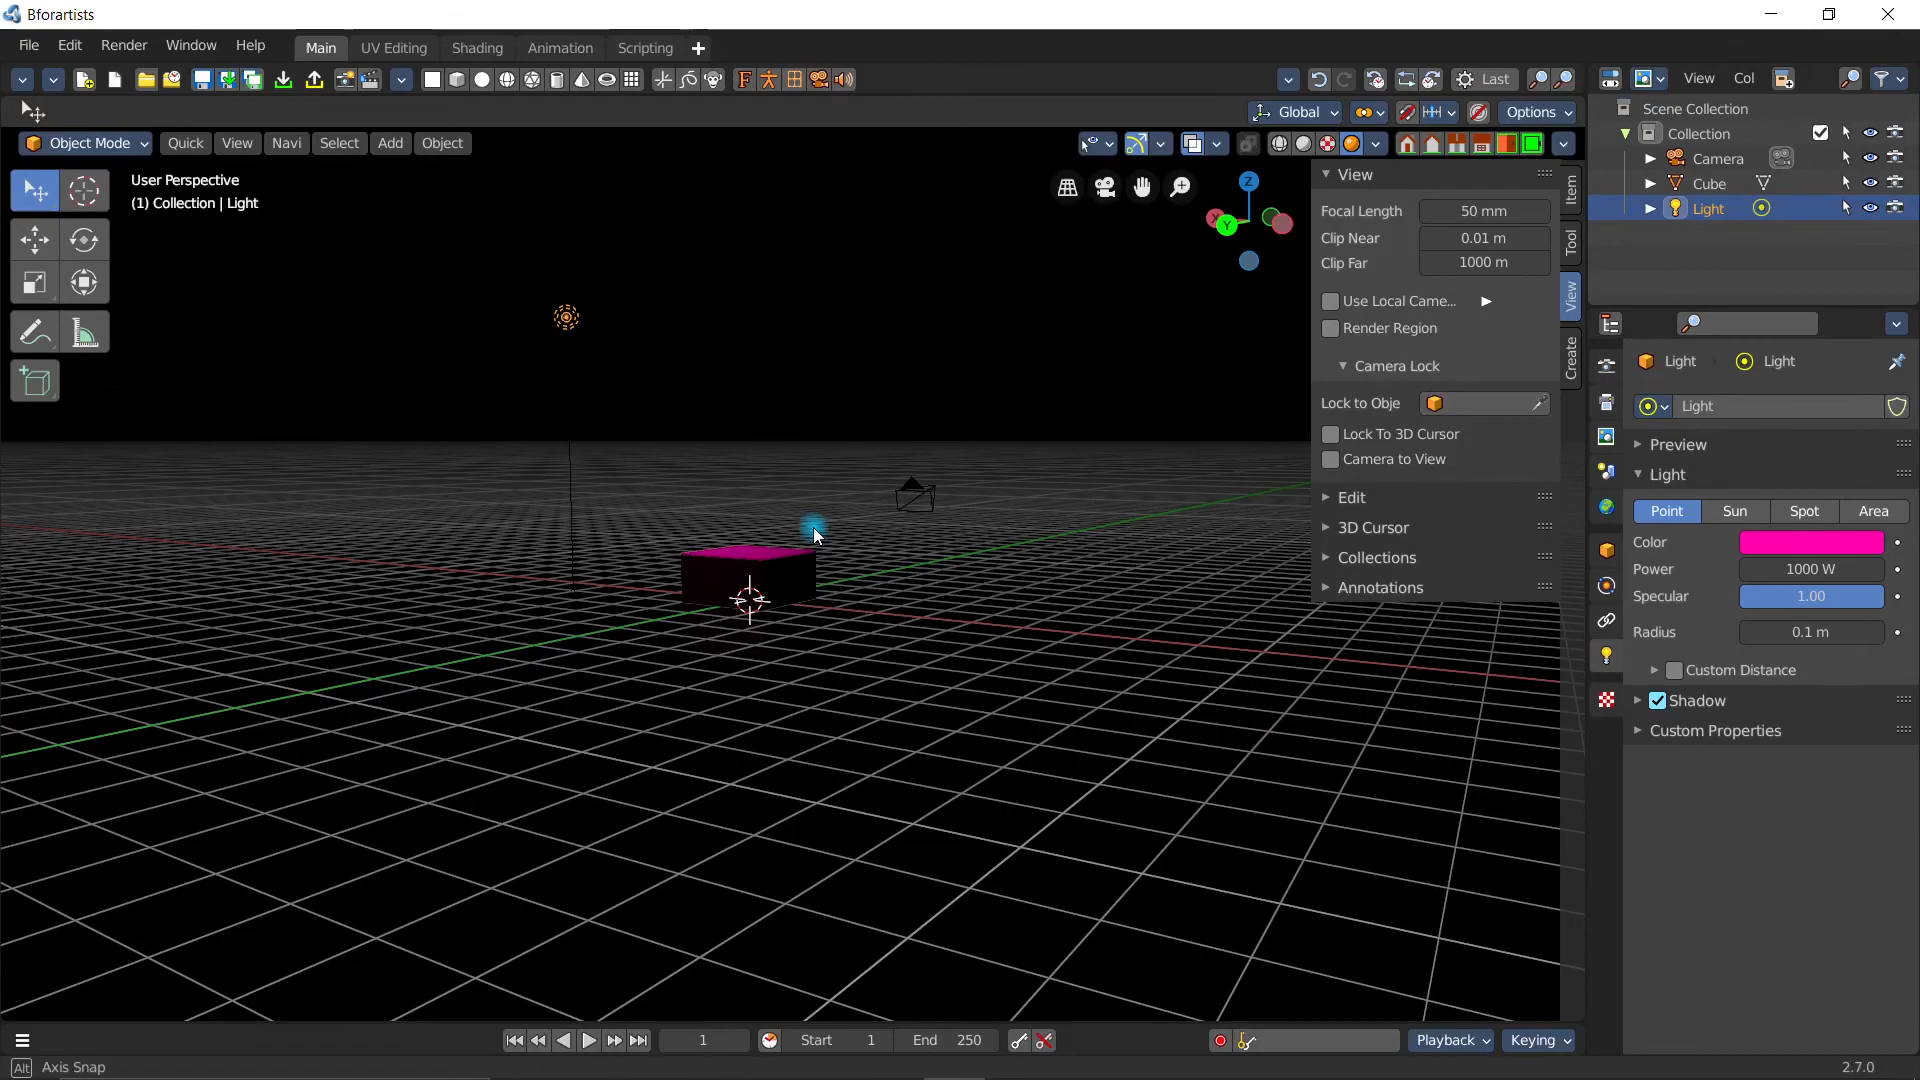 Bforartists
File Edit Render Window Help Main UV Editing Shading Animation Scripting
Last
View Col
Global Options
Object Mode Quick View Navi Select Add Object
User Perspective
(1) Collection | Light
Z
X
Y
View
Focal Length 50 mm
Clip Near 0.01 m
Clip Far 1000 m
Use Local Came...
Render Region
Camera Lock
Lock to Obje
Lock To 3D Cursor
Camera to View
Edit
3D Cursor
Collections
Annotations
Item
Tool
View
Create
Scene Collection
Collection
Camera
Cube
Light
Light Light
Light
Preview
Light
Point Sun Spot Area
Color
Power 1000 W
Specular 1.00
Radius 0.1 m
Custom Distance
Shadow
Custom Properties
1 Start 1 End 250 Playback Keying
Alt Axis Snap 2.7.0